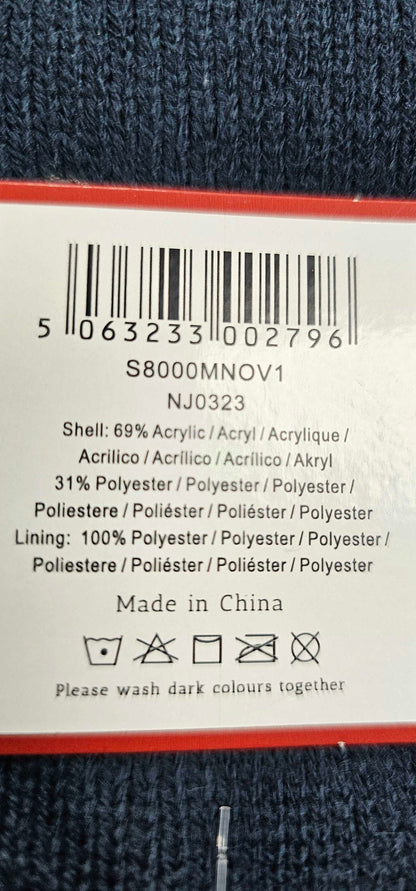 5 063233 002796
S8000MNOV1
NJ0323
Shell: 69% Acrylic / Acryl / Acrylique /
Acrilico / Acrílico / Acrílico / Akryl
31% Polyester / Polyester / Polyester /
Poliestere / Poliéster / Poliéster / Polyester
Lining: 100% Polyester / Polyester / Polyester /
Poliestere / Poliéster / Poliéster / Polyester
Made in China
Please wash dark colours together